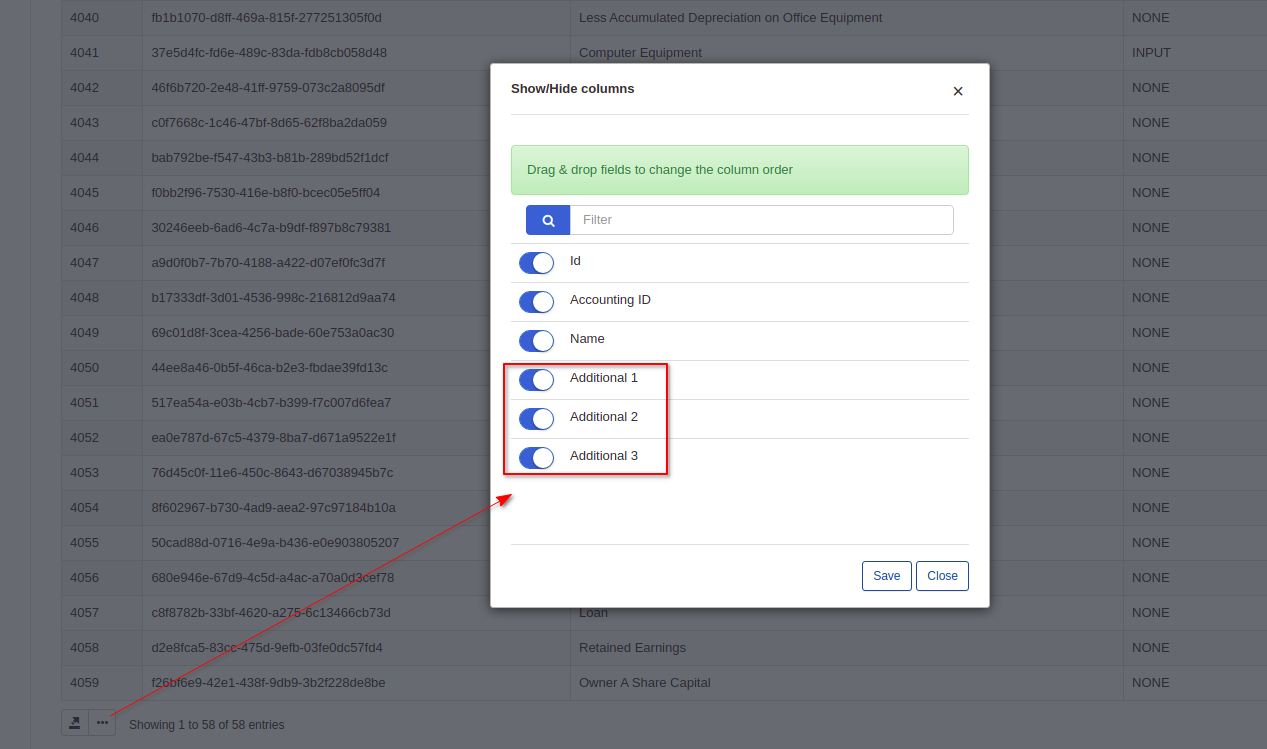 4040 fb1b1070-d8ff-469a-815f-277251305f0d Less Accumulated Depreciation on Office Equipment NONE
4041 37e5d4fc-fd6e-489c-83da-fdb8cb058d48 Computer Equipment INPUT
4042 46f6b720-2e48-41ff-9759-073c2a8095df NONE
4043 c0f7668c-1c46-47bf-8d65-62f8ba2da059 NONE
4044 bab792be-f547-43b3-b81b-289bd52f1dcf NONE
4045 f0bb2f96-7530-416e-b8f0-bcec05e5ff04 NONE
4046 30246eeb-6ad6-4c7a-b9df-f897b8c79381 NONE
4047 a9d0f0b7-7b70-4188-a422-d07ef0fc3d7f NONE
4048 b17333df-3d01-4536-998c-216812d9aa74 NONE
4049 69c01d8f-3cea-4256-bade-60e753a0ac30 NONE
4050 44ee8a46-0b5f-46ca-b2e3-fbdae39fd13c NONE
4051 517ea54a-e03b-4cb7-b399-f7c007d6fea7 NONE
4052 ea0e787d-67c5-4379-8ba7-d671a9522e1f NONE
4053 76d45c0f-11e6-450c-8643-d67038945b7c NONE
4054 8f602967-b730-4ad9-aea2-97c97184b10a NONE
4055 50cad88d-0716-4e9a-b436-e0e903805207 NONE
4056 680e946e-67d9-4c5d-a4ac-a70a0d3cef78 NONE
4057 c8f8782b-33bf-4620-a275-6c13466cb73d Loan NONE
4058 d2e8fca5-83cc-475d-9efb-03fe0dc57fd4 Retained Earnings NONE
4059 f26bf6e9-42e1-438f-9db9-3b2f228de8be Owner A Share Capital NONE
Showing 1 to 58 of 58 entries
Show/Hide columns
Drag & drop fields to change the column order
Filter
Id
Accounting ID
Name
Additional 1
Additional 2
Additional 3
Save Close